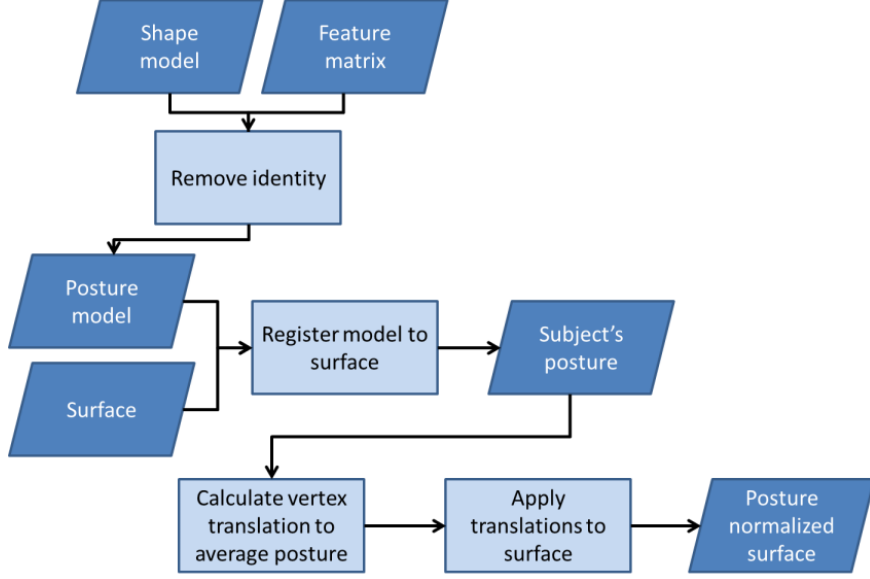 Shape
model
Feature
matrix
Remove identity
Posture
model
Surface
Register model to
surface
Subject's
posture
Calculate vertex
translation to
average posture
Apply
translations to
surface
Posture
normalized
surface